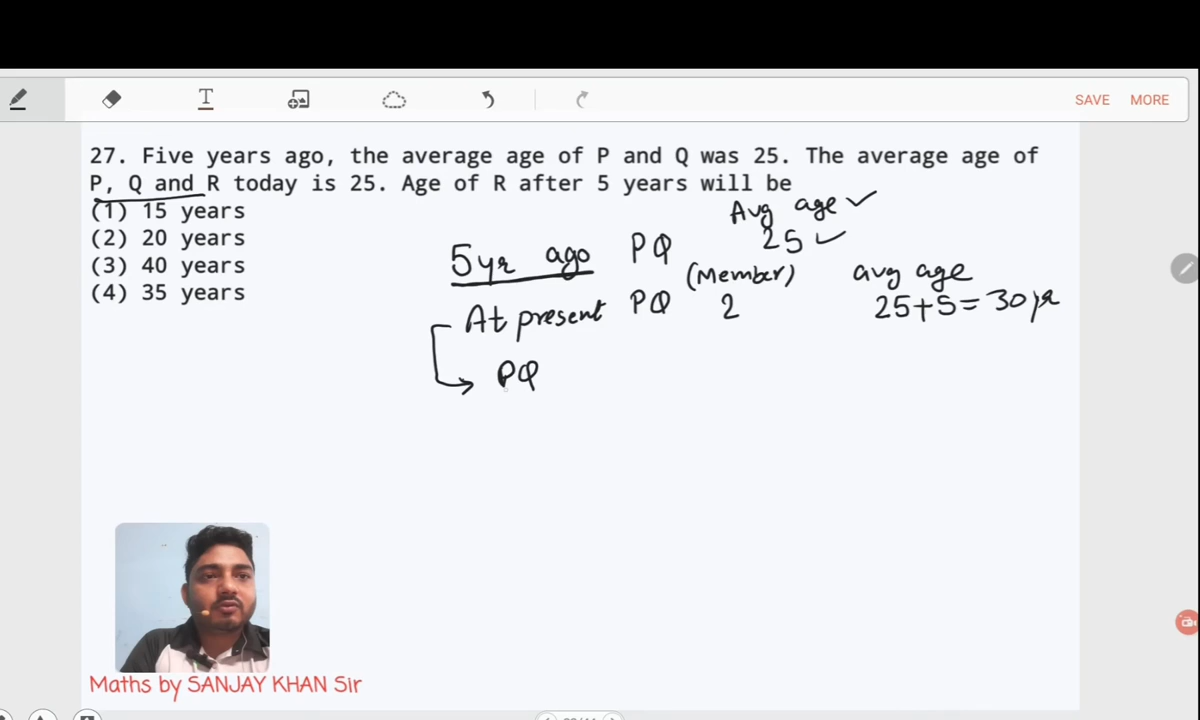 T
SAVE MORE
27. Five years ago, the average age of P and Q was 25. The average age of
P, Q and R today is 25. Age of R after 5 years will be
(1) 15 years
(2) 20 years
(3) 40 years
(4) 35 years
Avg age
5yr ago PQ 25
(Member) avg age
At present PQ 2 25+5=30yr
PQ
Maths by SANJAY KHAN Sir